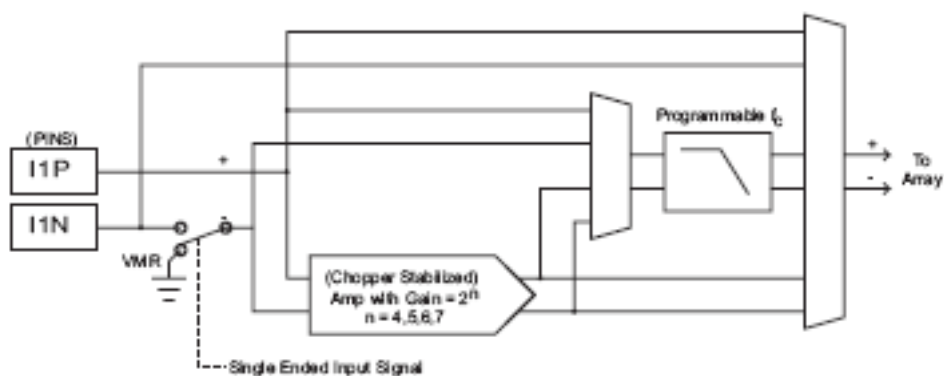 (PINS)
I1P
I1N
+
-
VMR
Single Ended Input Signal
(Chopper Stabilized)
Amp with Gain = 2ⁿ
n = 4,5,6,7
Programmable fc
+
-
To
Array